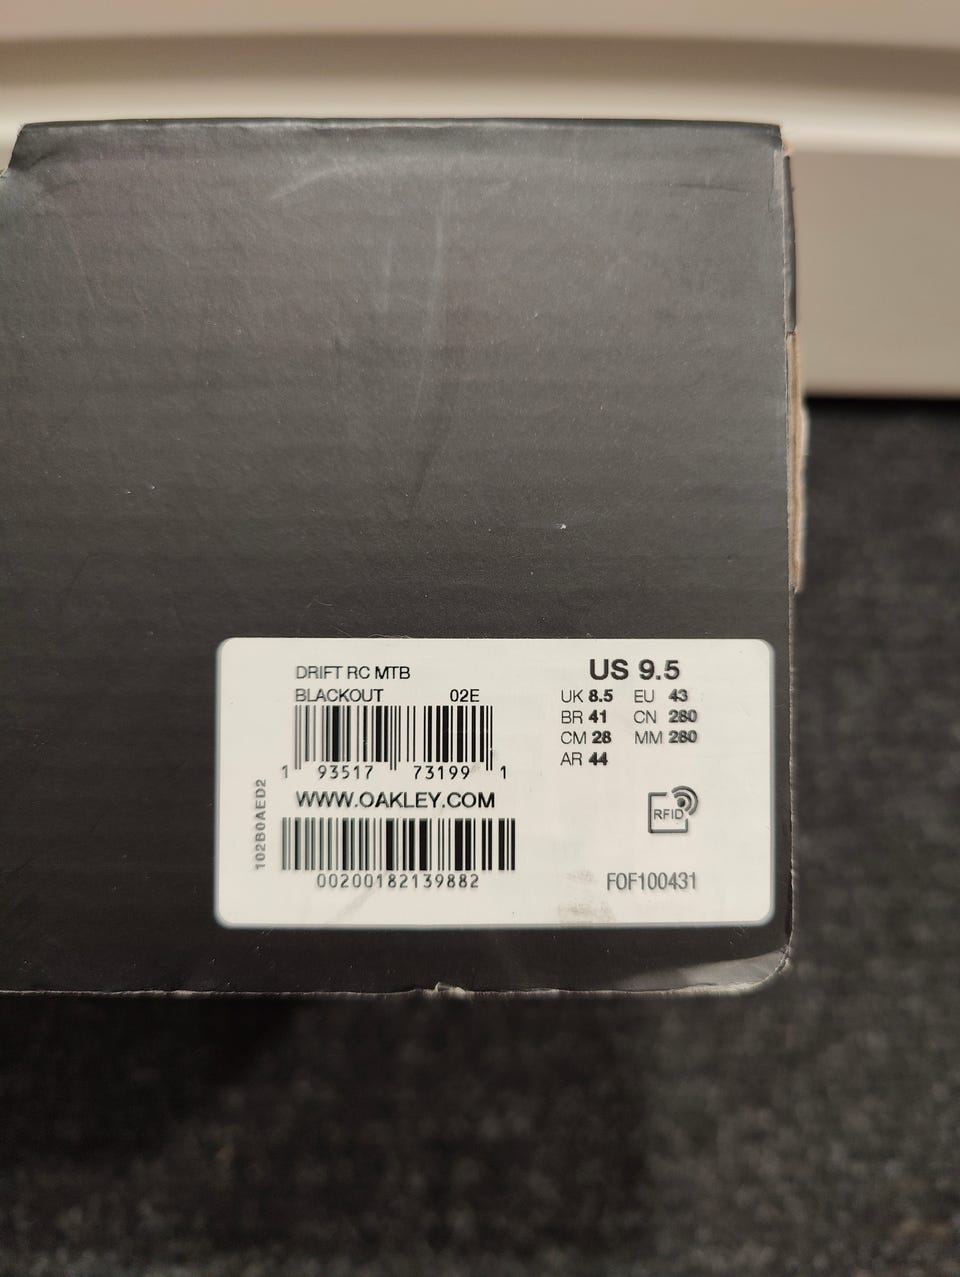 DRIFT RC MTB
BLACKOUT 02E
1 93517 73199 1
WWW.OAKLEY.COM
102B0AED2
00200182139882
US 9.5
UK 8.5 EU 43
BR 41 CN 280
CM 28 MM 280
AR 44
RFID
FOF100431